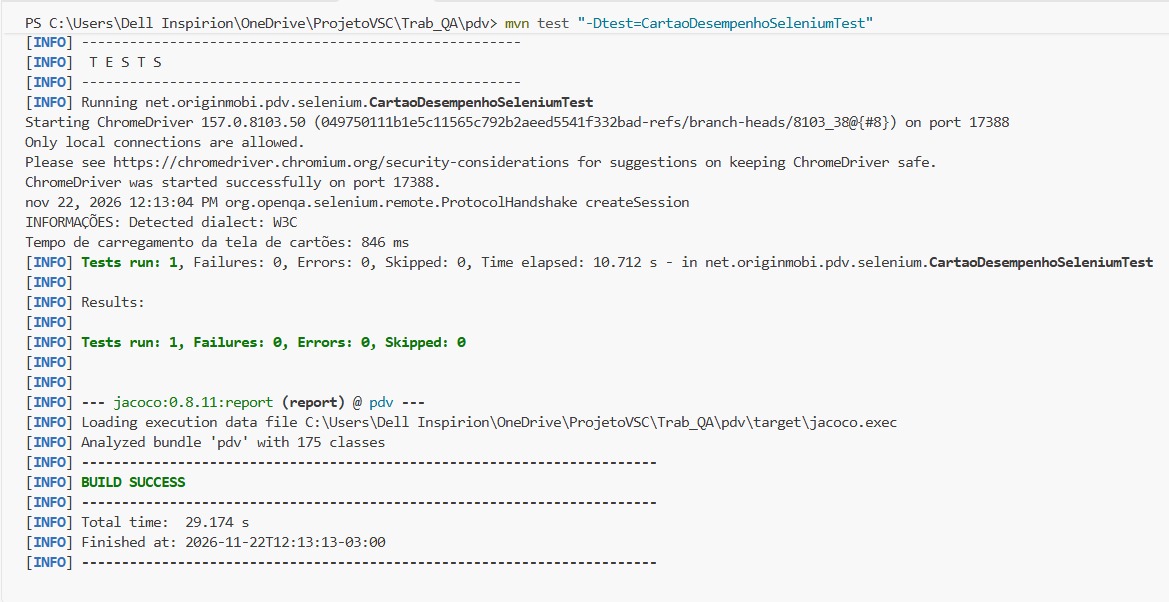 PS C:\Users\Dell Inspirion\OneDrive\ProjetoVSC\Trab_QA\pdv> mvn test "-Dtest=CartaoDesempenhoSeleniumTest"
[INFO] -------------------------------------------------------
[INFO]  T E S T S
[INFO] -------------------------------------------------------
[INFO] Running net.originmobi.pdv.selenium.CartaoDesempenhoSeleniumTest
Starting ChromeDriver 157.0.8103.50 (049750111b1e5c11565c792b2aeed5541f332bad-refs/branch-heads/8103_38@{#8}) on port 17388
Only local connections are allowed.
Please see https://chromedriver.chromium.org/security-considerations for suggestions on keeping ChromeDriver safe.
ChromeDriver was started successfully on port 17388.
nov 22, 2026 12:13:04 PM org.openqa.selenium.remote.ProtocolHandshake createSession
INFORMAÇÕES: Detected dialect: W3C
Tempo de carregamento da tela de cartões: 846 ms
[INFO] Tests run: 1, Failures: 0, Errors: 0, Skipped: 0, Time elapsed: 10.712 s - in net.originmobi.pdv.selenium.CartaoDesempenhoSeleniumTest
[INFO]
[INFO] Results:
[INFO]
[INFO] Tests run: 1, Failures: 0, Errors: 0, Skipped: 0
[INFO]
[INFO]
[INFO] --- jacoco:0.8.11:report (report) @ pdv ---
[INFO] Loading execution data file C:\Users\Dell Inspirion\OneDrive\ProjetoVSC\Trab_QA\pdv\target\jacoco.exec
[INFO] Analyzed bundle 'pdv' with 175 classes
[INFO] ------------------------------------------------------------------------
[INFO] BUILD SUCCESS
[INFO] ------------------------------------------------------------------------
[INFO] Total time:  29.174 s
[INFO] Finished at: 2026-11-22T12:13:13-03:00
[INFO] ------------------------------------------------------------------------